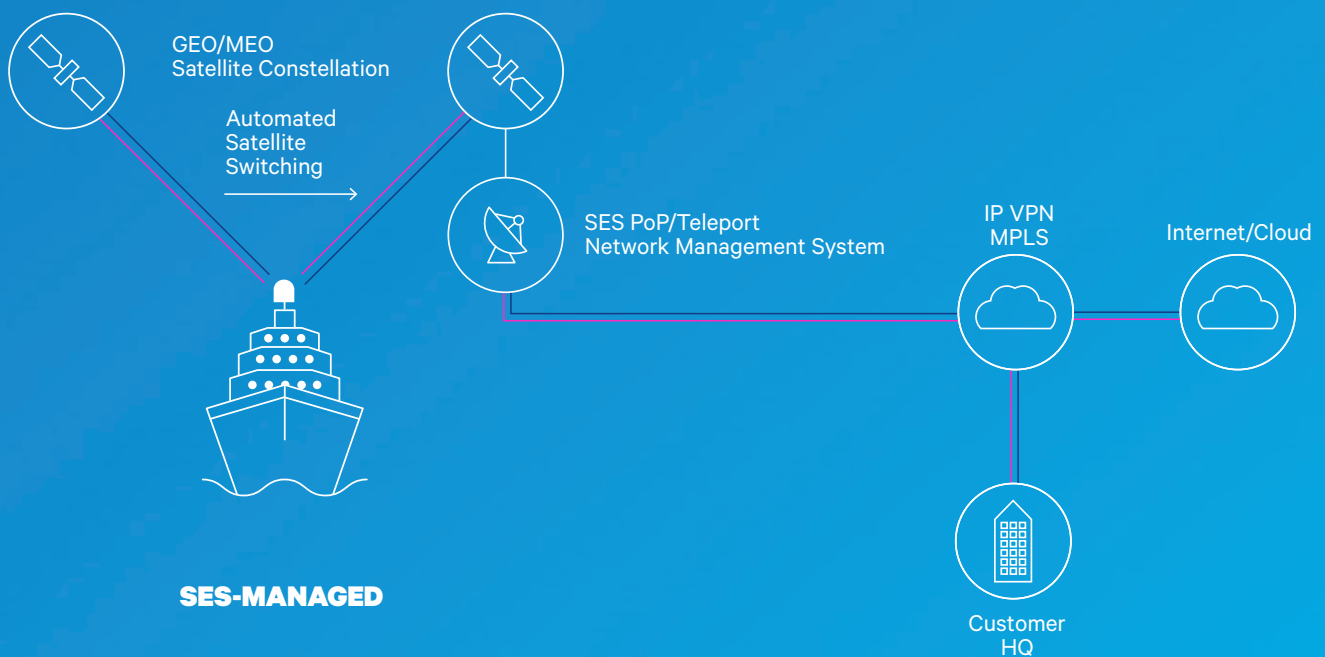 GEO/MEO
Satellite Constellation
Automated
Satellite
Switching
SES PoP/Teleport
Network Management System
IP VPN
MPLS
Internet/Cloud
SES-MANAGED
Customer
HQ